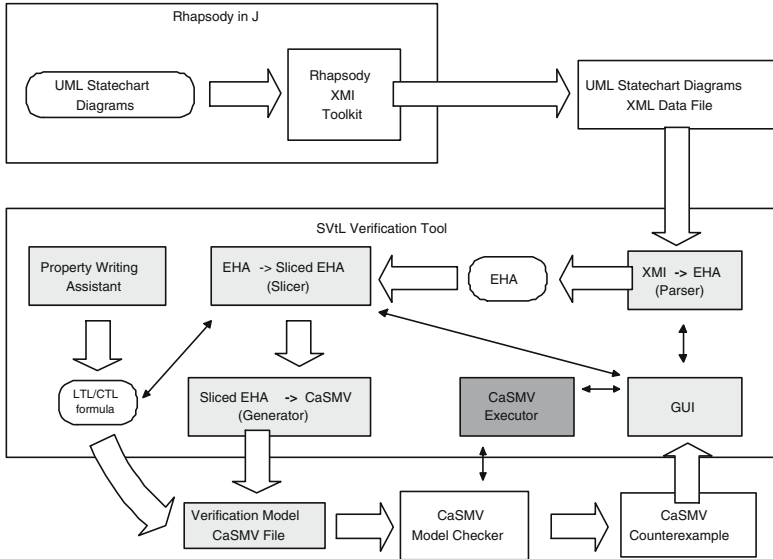 Rhapsody in J
UML Statechart
Diagrams
Rhapsody
XMI
Toolkit
UML Statechart Diagrams
XML Data File
SVtL Verification Tool
Property Writing
Assistant
EHA -> Sliced EHA
(Slicer)
EHA
XMI -> EHA
(Parser)
LTL/CTL
formula
Sliced EHA -> CaSMV
(Generator)
CaSMV
Executor
GUI
Verification Model
CaSMV File
CaSMV
Model Checker
CaSMV
Counterexample